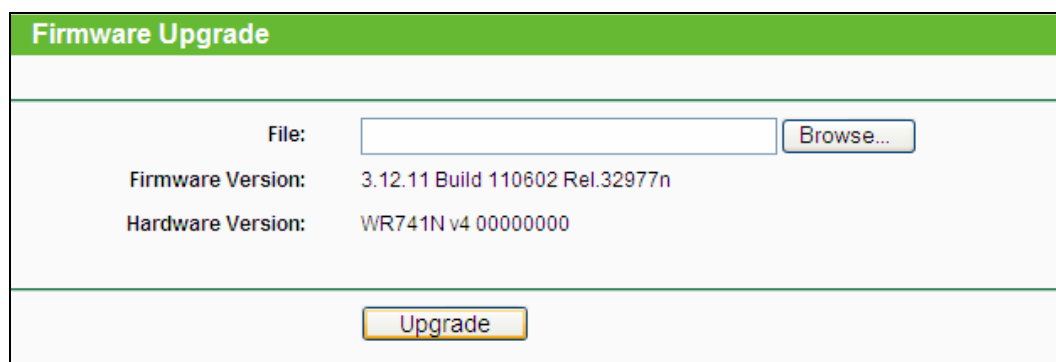 Firmware Upgrade
File: Browse...
Firmware Version: 3.12.11 Build 110602 Rel.32977n
Hardware Version: WR741N v4 00000000
Upgrade